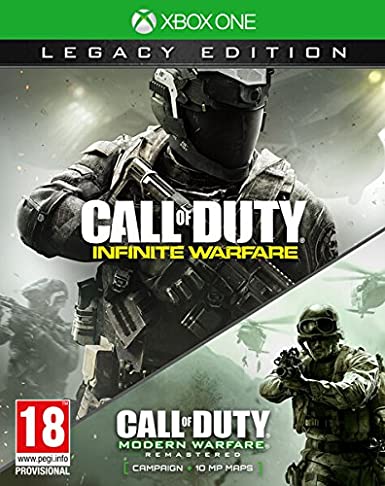 XBOX ONE
LEGACY EDITION
CALL OF DUTY®
INFINITE WARFARE
18
www.pegi.info
PROVISIONAL
CALL OF DUTY®
MODERN WARFARE
REMASTERED
CAMPAIGN + 10 MP MAPS